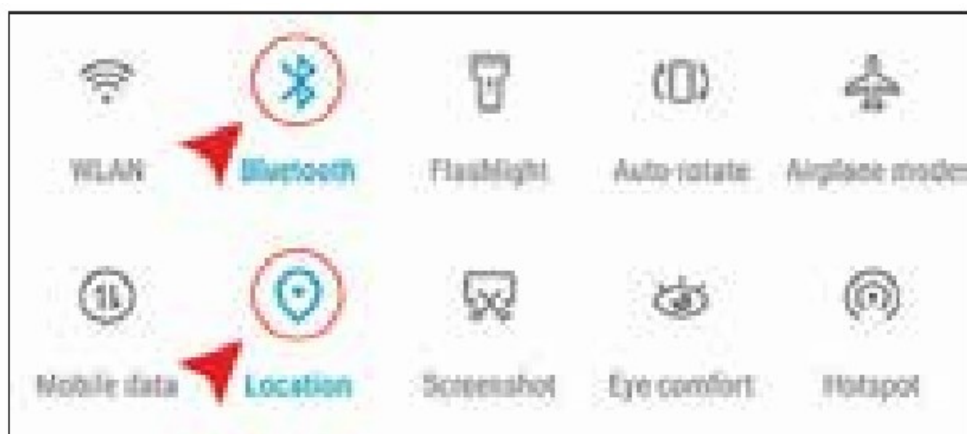 WLAN Bluetooth Flashlight Auto-rotate Airplane mode
Mobile data Location Screenshot Eye comfort Hotspot